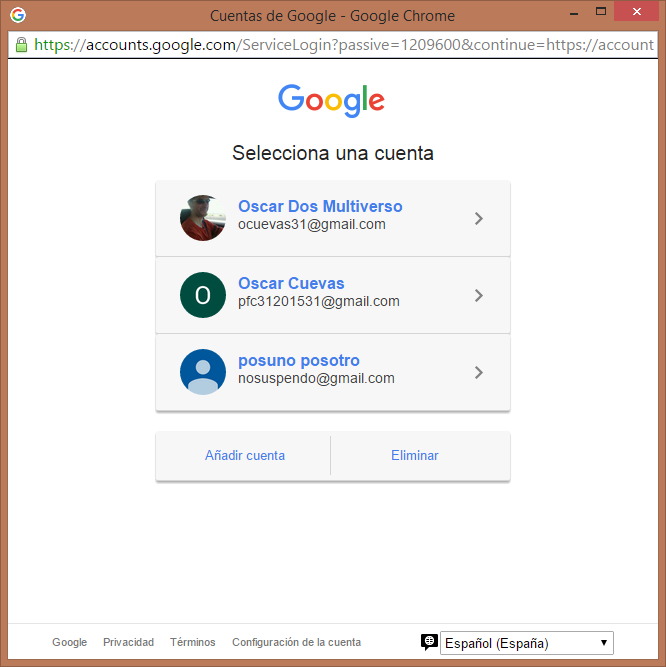 Cuentas de Google - Google Chrome
https://accounts.google.com/ServiceLogin?passive=1209600&continue=https://account
Google
Selecciona una cuenta
Oscar Dos Multiverso
ocuevas31@gmail.com
O
Oscar Cuevas
pfc31201531@gmail.com
posuno posotro
nosuspendo@gmail.com
Añadir cuenta
Eliminar
Google
Privacidad
Términos
Configuración de la cuenta
Español (España)